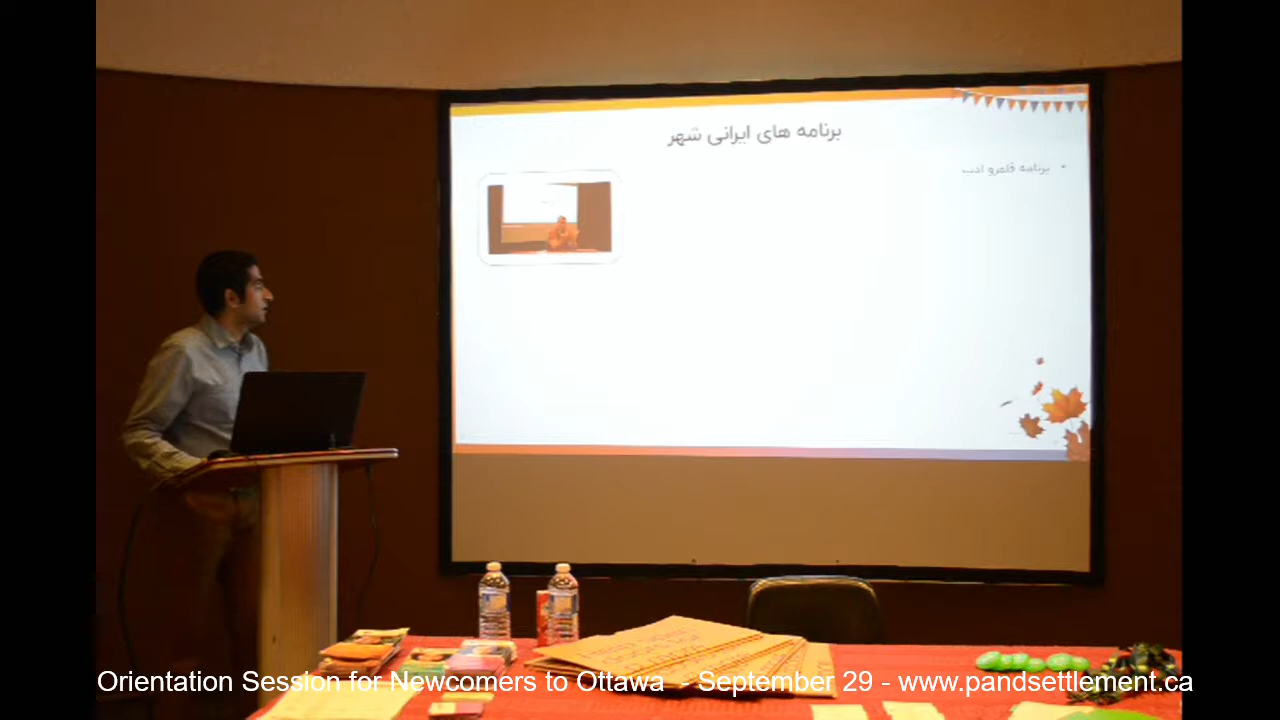 برنامه های ایرانی شهر
• برنامه قلمرو ادب
Orientation Session for Newcomers to Ottawa - September 29 - www.pandsettlement.ca